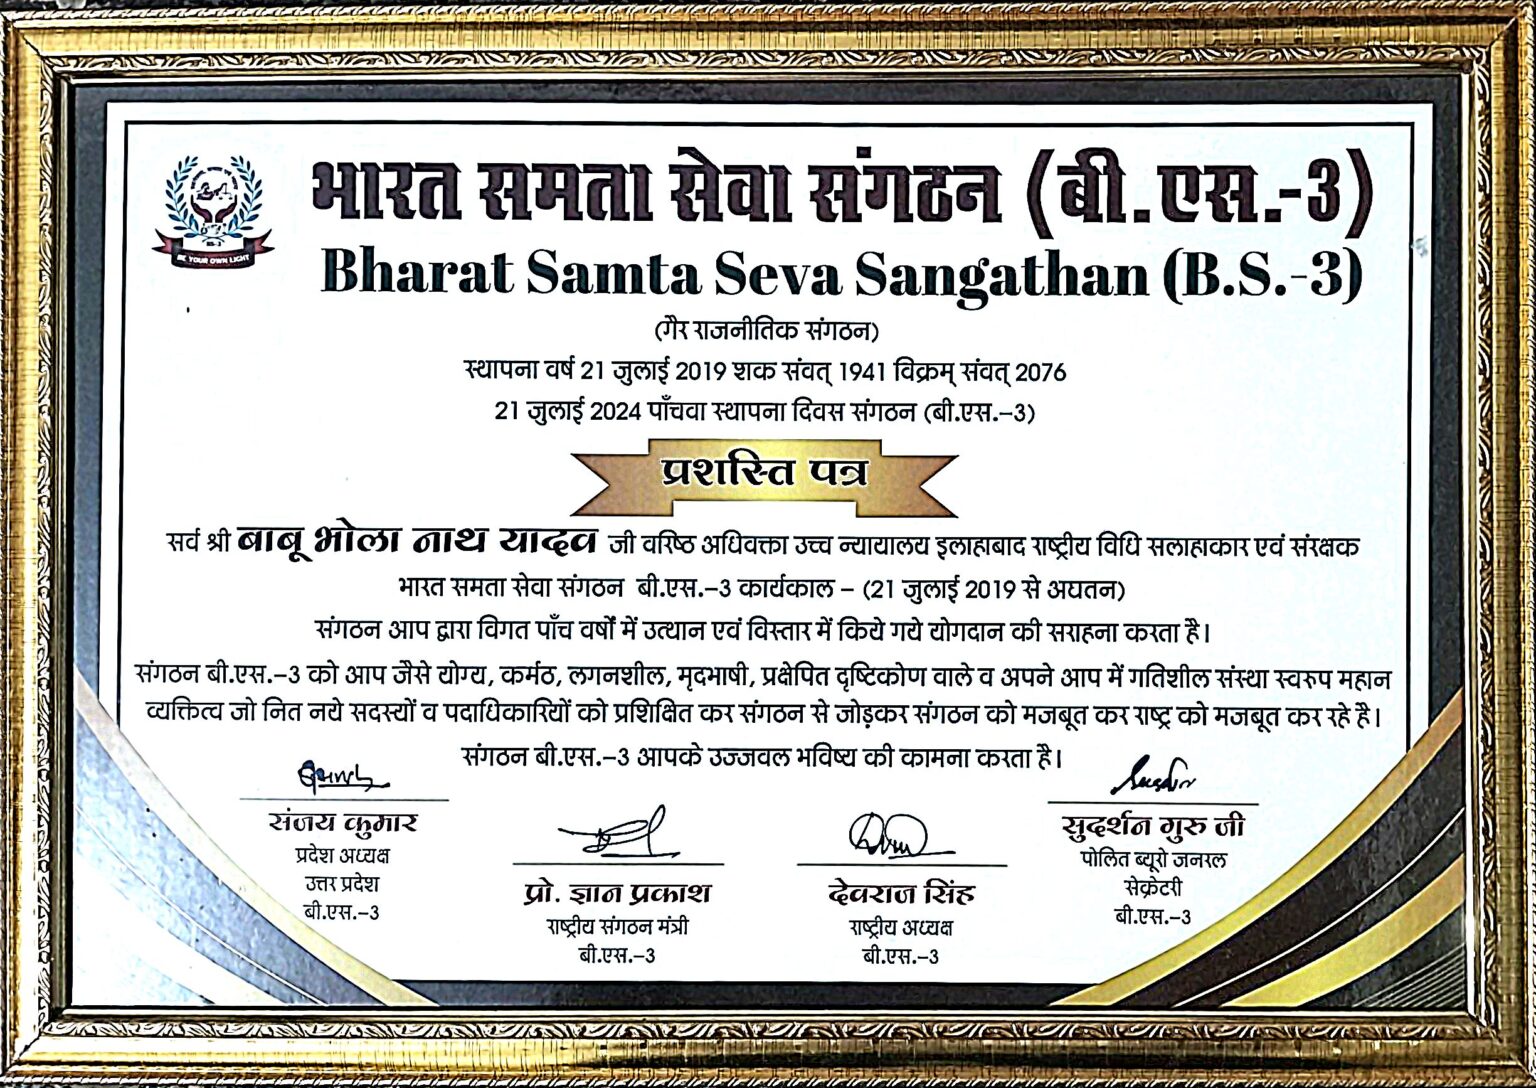 भारत समता सेवा संगठन (बी.एस.-3)
Bharat Samta Seva Sangathan (B.S.-3)
BE YOUR OWN LIGHT
(गैर राजनीतिक संगठन)
स्थापना वर्ष 21 जुलाई 2019 शक संवत् 1941 विक्रम् संवत् 2076
21 जुलाई 2024 पाँचवा स्थापना दिवस संगठन (बी.एस.–3)
प्रशस्ति पत्र
सर्व श्री बाबू भोला नाथ यादव जी वरिष्ठ अधिवक्ता उच्च न्यायालय इलाहाबाद राष्ट्रीय विधि सलाहाकार एवं संरक्षक
भारत समता सेवा संगठन बी.एस.–3 कार्यकाल – (21 जुलाई 2019 से अघतन)
संगठन आप द्वारा विगत पाँच वर्षों में उत्थान एवं विस्तार में किये गये योगदान की सराहना करता है।
संगठन बी.एस.–3 को आप जैसे योग्य, कर्मठ, लगनशील, मृदभाषी, प्रक्षेपित दृष्टिकोण वाले व अपने आप में गतिशील संस्था स्वरुप महान
व्यक्तित्व जो नित नये सदस्यों व पदाधिकारियों को प्रशिक्षित कर संगठन से जोड़कर संगठन को मजबूत कर राष्ट्र को मजबूत कर रहे है।
संगठन बी.एस.–3 आपके उज्जवल भविष्य की कामना करता है।
संजय कुमार
प्रदेश अध्यक्ष
उत्तर प्रदेश
बी.एस.–3
प्रो. ज्ञान प्रकाश
राष्ट्रीय संगठन मंत्री
बी.एस.–3
देवराज सिंह
राष्ट्रीय अध्यक्ष
बी.एस.–3
सुदर्शन गुरु जी
पोलित ब्यूरो जनरल
सेक्रेटरी
बी.एस.–3